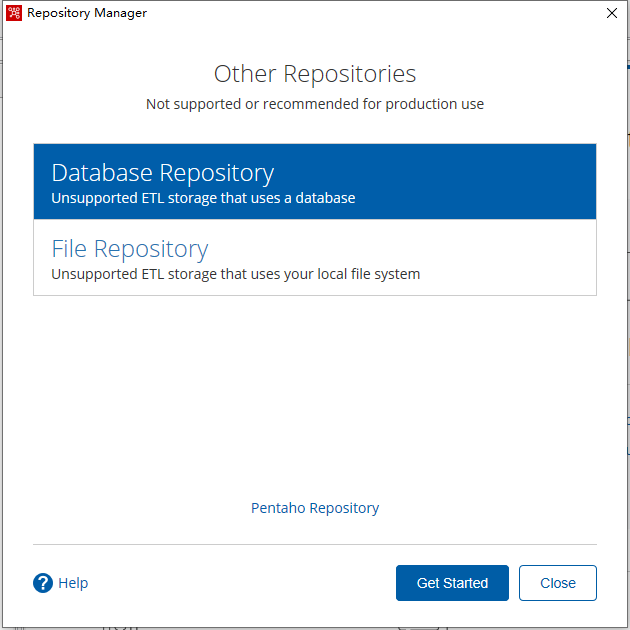 Repository Manager
Other Repositories
Not supported or recommended for production use
Database Repository
Unsupported ETL storage that uses a database
File Repository
Unsupported ETL storage that uses your local file system
Pentaho Repository
? Help
Get Started
Close